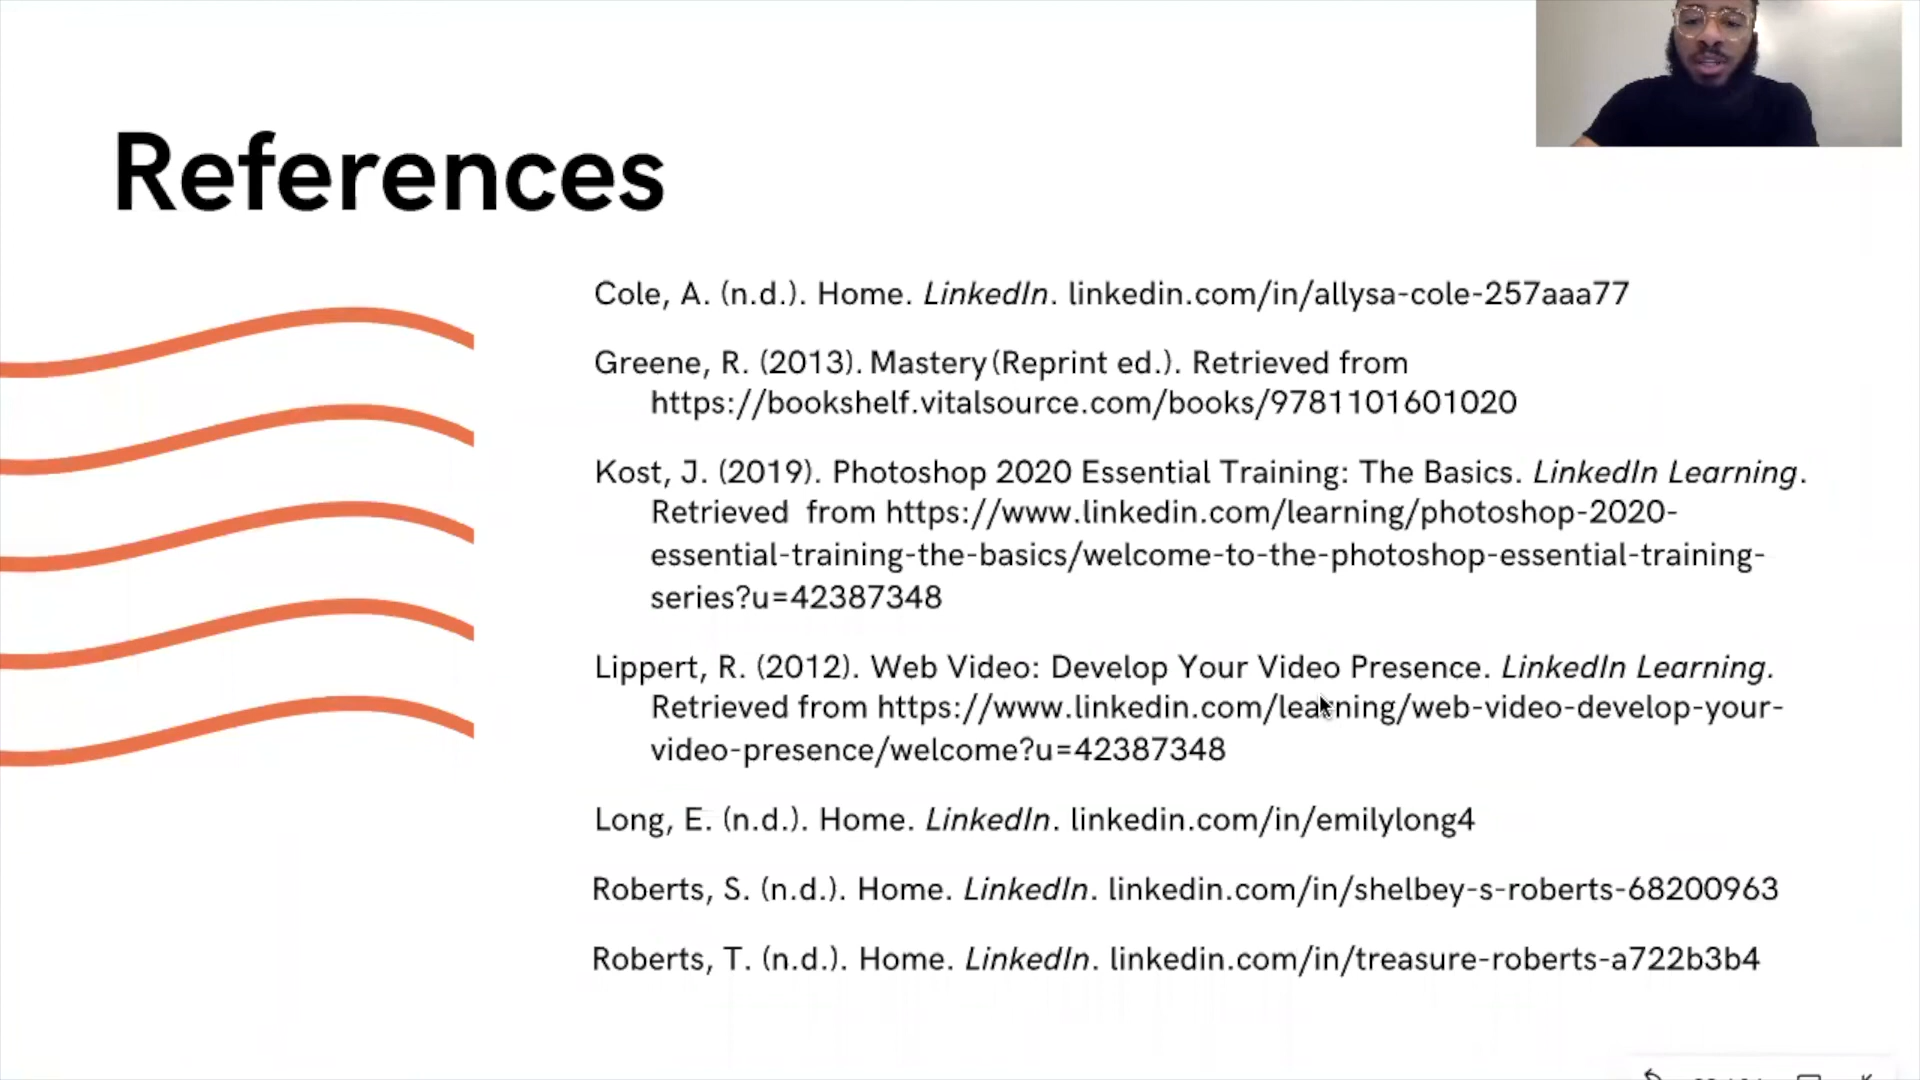 References
Cole, A. (n.d.). Home. LinkedIn. linkedin.com/in/allysa-cole-257aaa77
Greene, R. (2013). Mastery (Reprint ed.). Retrieved from
https://bookshelf.vitalsource.com/books/9781101601020
Kost, J. (2019). Photoshop 2020 Essential Training: The Basics. LinkedIn Learning.
Retrieved from https://www.linkedin.com/learning/photoshop-2020-
essential-training-the-basics/welcome-to-the-photoshop-essential-training-
series?u=42387348
Lippert, R. (2012). Web Video: Develop Your Video Presence. LinkedIn Learning.
Retrieved from https://www.linkedin.com/learning/web-video-develop-your-
video-presence/welcome?u=42387348
Long, E. (n.d.). Home. LinkedIn. linkedin.com/in/emilylong4
Roberts, S. (n.d.). Home. LinkedIn. linkedin.com/in/shelbey-s-roberts-68200963
Roberts, T. (n.d.). Home. LinkedIn. linkedin.com/in/treasure-roberts-a722b3b4